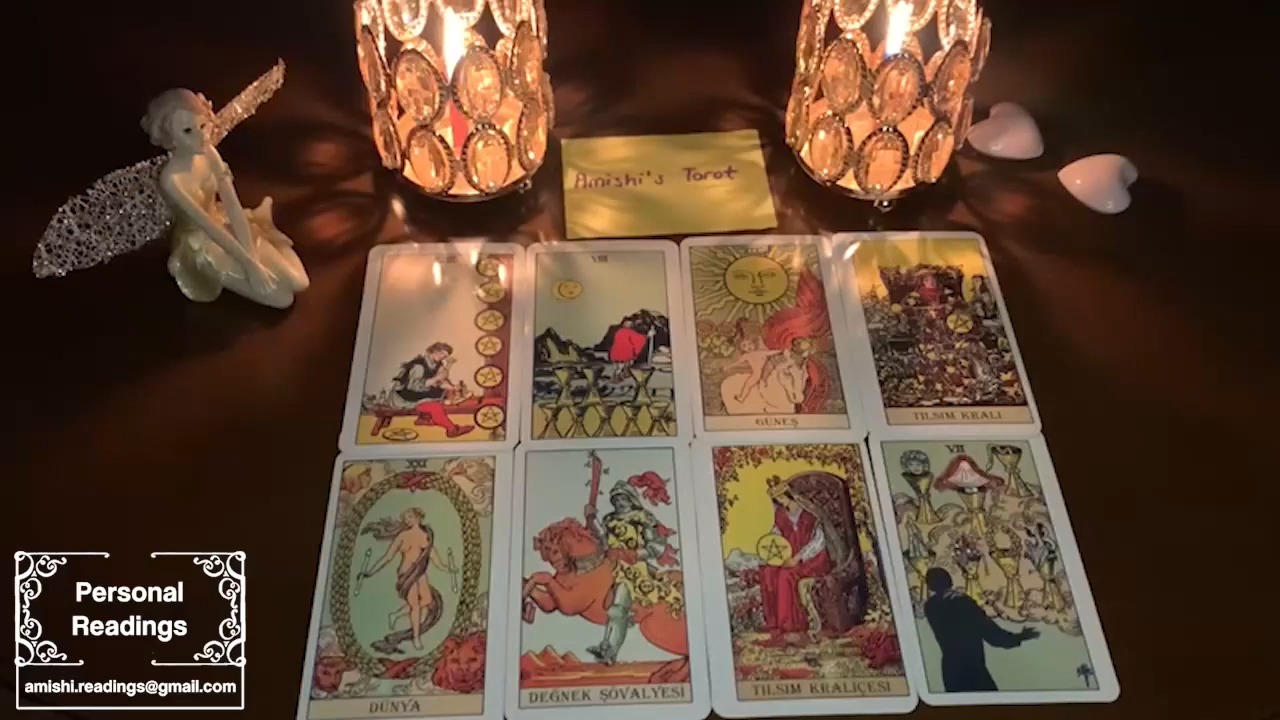 Amishi's Tarot
VIII
GÜNEŞ
TILSIM KRALI
XXI
VII
DÜNYA
DEĞNEK ŞÖVALYESİ
TILSIM KRALİÇESİ
Personal
Readings
amishi.readings@gmail.com